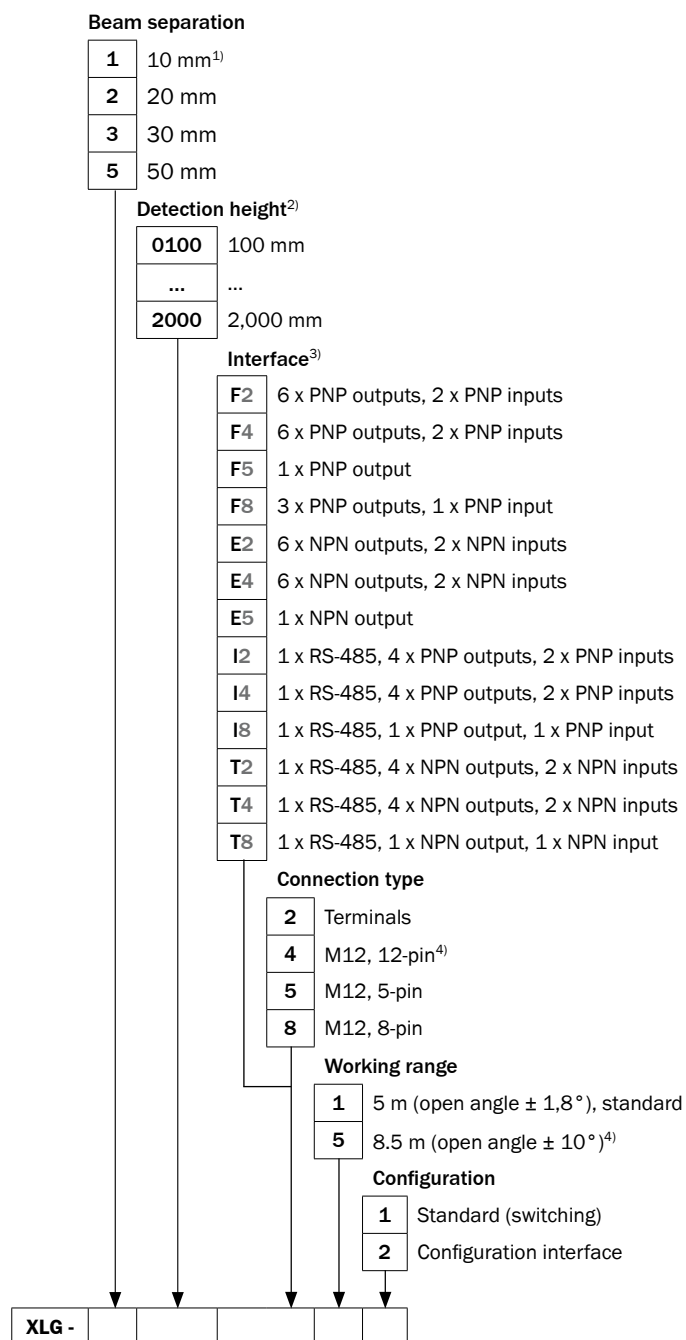 Beam separation
1 10 mm1)
2 20 mm
3 30 mm
5 50 mm
Detection height2)
0100 100 mm
... ...
2000 2,000 mm
Interface3)
F2 6 x PNP outputs, 2 x PNP inputs
F4 6 x PNP outputs, 2 x PNP inputs
F5 1 x PNP output
F8 3 x PNP outputs, 1 x PNP input
E2 6 x NPN outputs, 2 x NPN inputs
E4 6 x NPN outputs, 2 x NPN inputs
E5 1 x NPN output
I2 1 x RS-485, 4 x PNP outputs, 2 x PNP inputs
I4 1 x RS-485, 4 x PNP outputs, 2 x PNP inputs
I8 1 x RS-485, 1 x PNP output, 1 x PNP input
T2 1 x RS-485, 4 x NPN outputs, 2 x NPN inputs
T4 1 x RS-485, 4 x NPN outputs, 2 x NPN inputs
T8 1 x RS-485, 1 x NPN output, 1 x NPN input
Connection type
2 Terminals
4 M12, 12-pin4)
5 M12, 5-pin
8 M12, 8-pin
Working range
1 5 m (open angle ± 1,8°), standard
5 8.5 m (open angle ± 10°)4)
Configuration
1 Standard (switching)
2 Configuration interface
XLG -